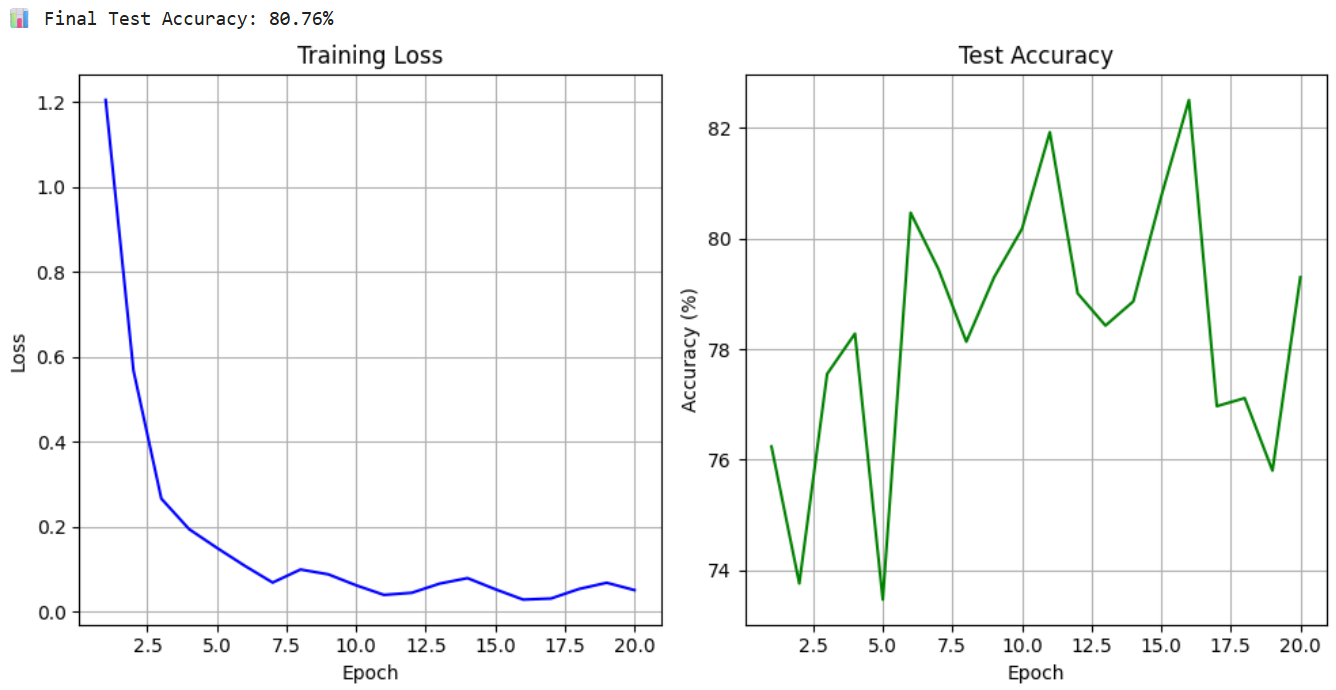 📊 Final Test Accuracy: 80.76%
Training Loss
1.2
1.0
0.8
0.6
0.4
0.2
0.0
Loss
2.5 5.0 7.5 10.0 12.5 15.0 17.5 20.0
Epoch
Test Accuracy
82
80
78
76
74
Accuracy (%)
2.5 5.0 7.5 10.0 12.5 15.0 17.5 20.0
Epoch